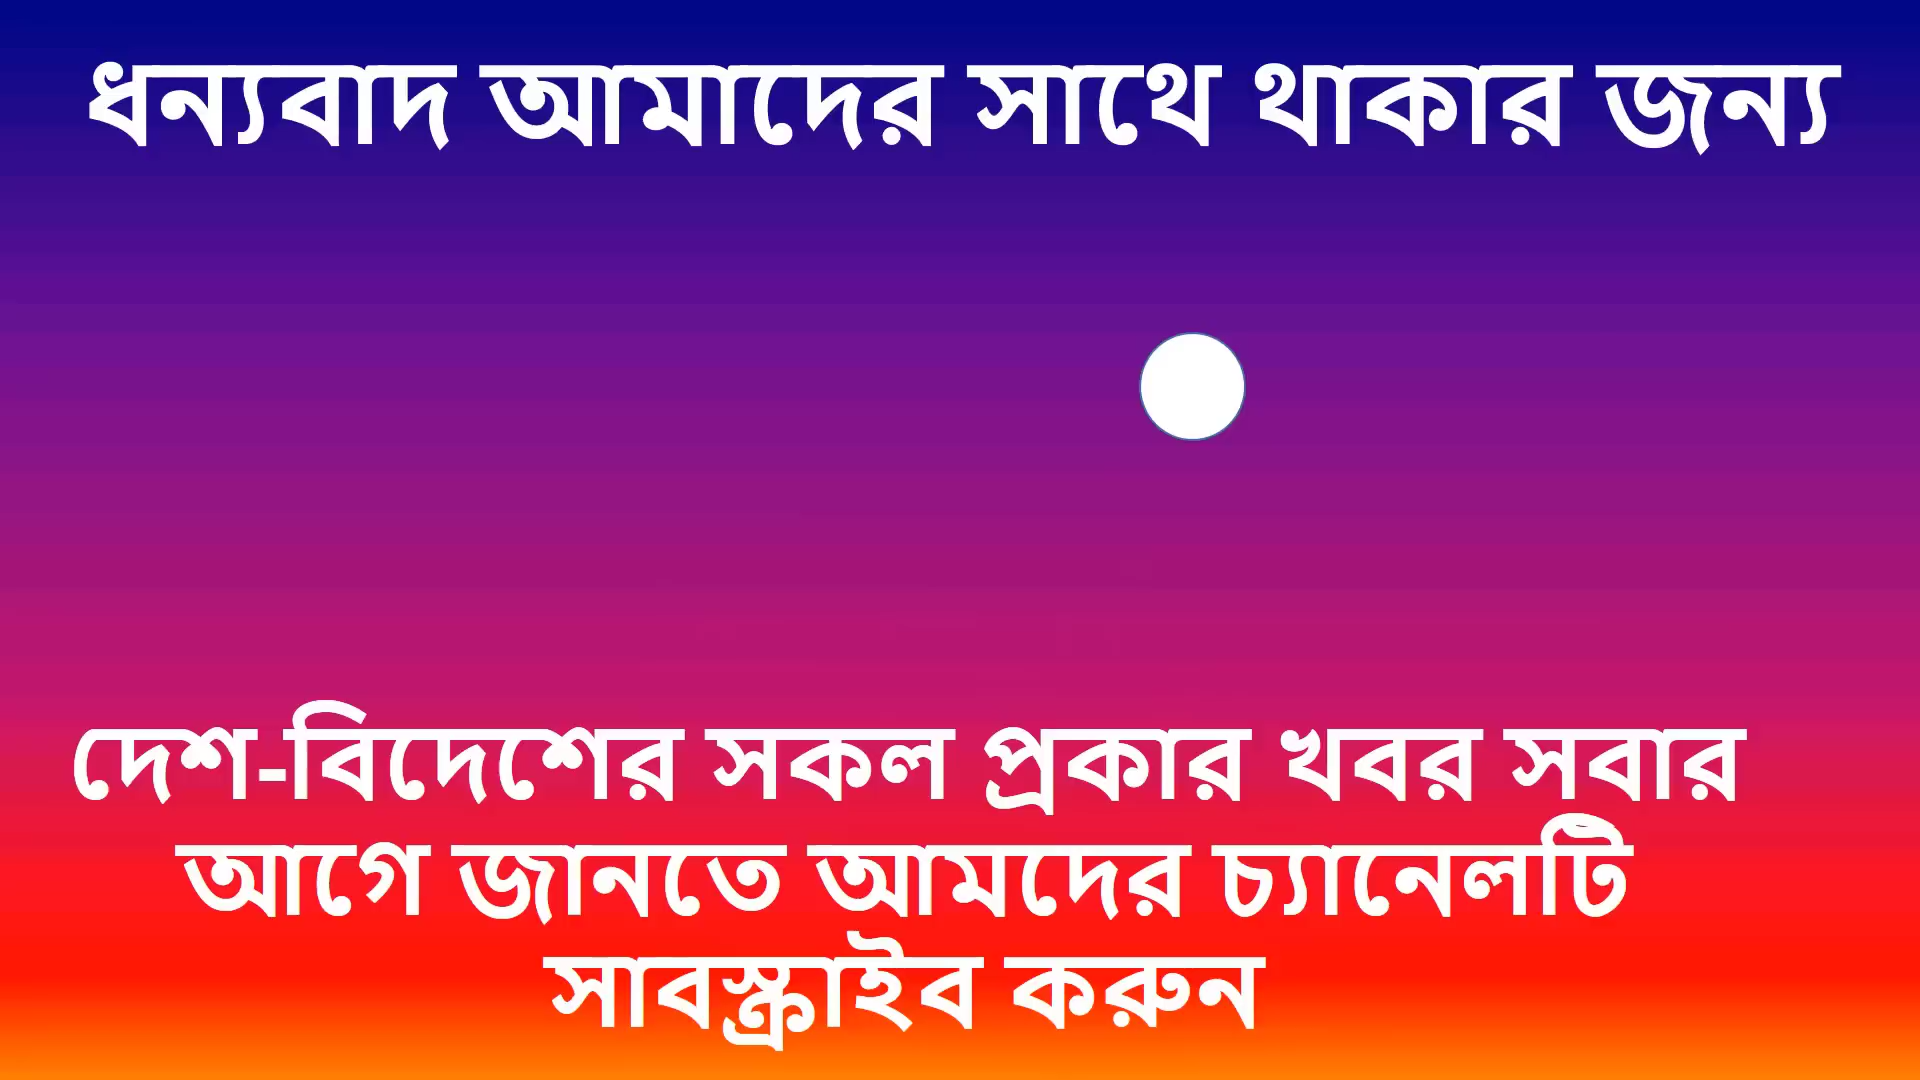 ধন্যবাদ আমাদের সাথে থাকার জন্য
দেশ-বিদেশের সকল প্রকার খবর সবার
আগে জানতে আমদের চ্যানেলটি
সাবস্ক্রাইব করুন